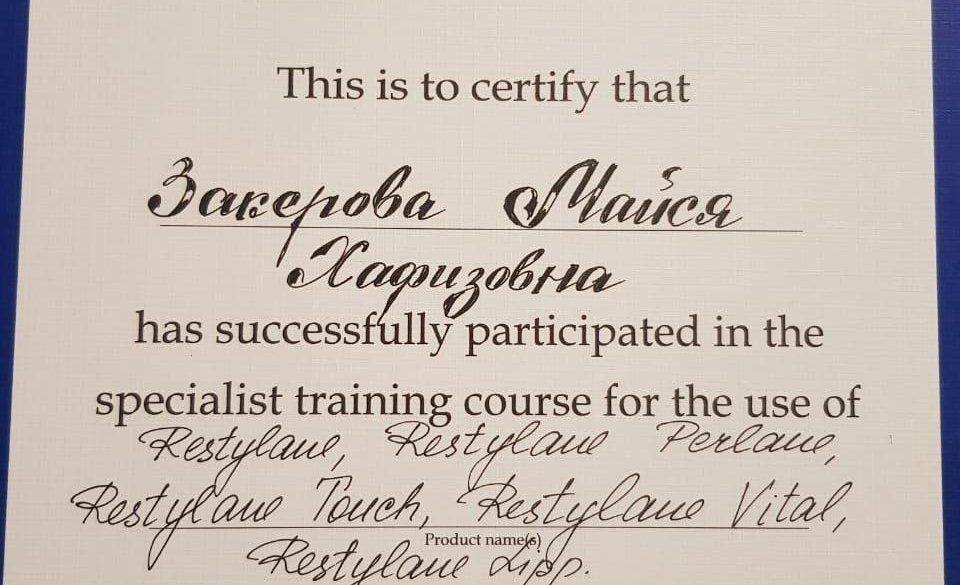 This is to certify that
Закерова Майся
Хафизовна
has successfully participated in the
specialist training course for the use of
Restylane, Restylane Perlane,
Restylane Touch, Restylane Vital,
Product name(s)
Restylane Lipp.